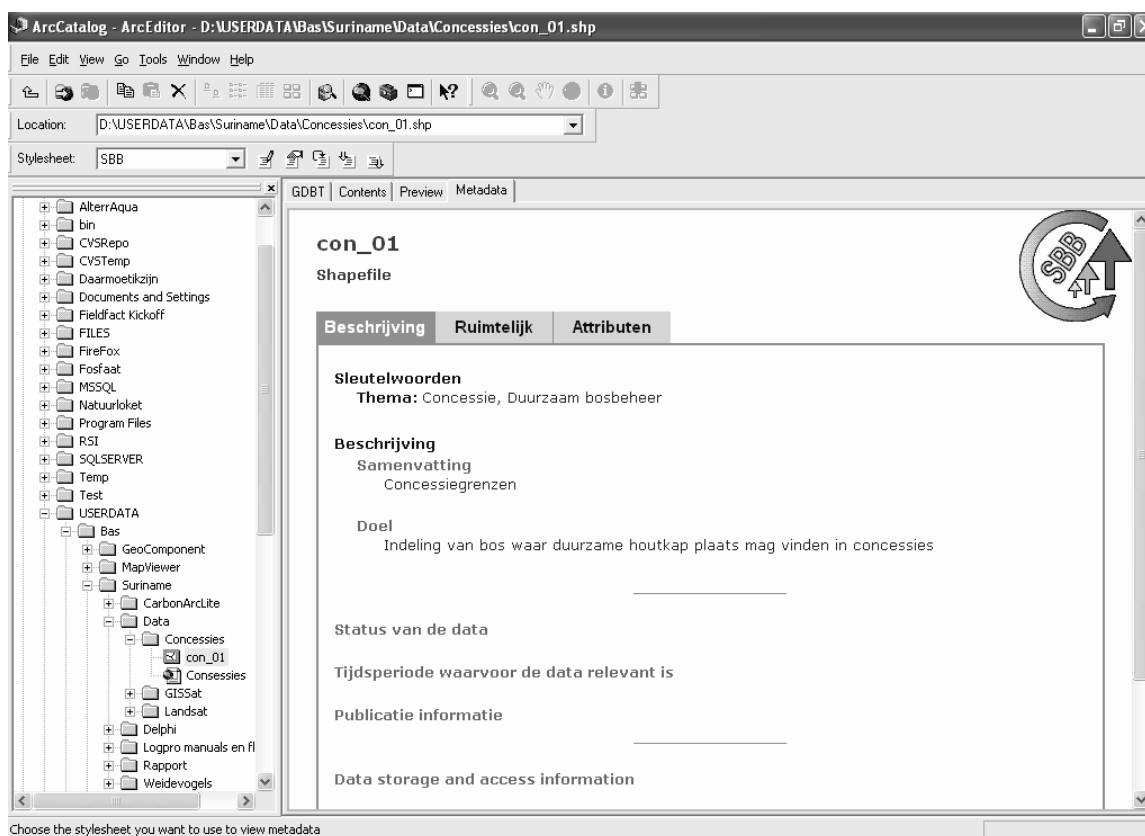 ArcCatalog - ArcEditor - D:\USERDATA\Bas\Suriname\Data\Concessies\con_01.shp
File Edit View Go Tools Window Help
Location: D:\USERDATA\Bas\Suriname\Data\Concessies\con_01.shp
Stylesheet: SBB
AlterrAqua
bin
CVSRepo
CVSTemp
Daarmoetikzijn
Documents and Settings
Fieldfact Kickoff
FILES
FireFox
Fosfaat
MSSQL
Natuurloket
Program Files
RSI
SQLSERVER
Temp
Test
USERDATA
Bas
GeoComponent
MapViewer
Suriname
CarbonArcLite
Data
Concessies
con_01
Consessies
GISSat
Landsat
Delphi
Logpro manuals en fl
Rapport
Weidevogels
GDBT Contents Preview Metadata
con_01
Shapefile
SBB
Beschrijving Ruimtelijk Attributen
Sleutelwoorden
Thema: Concessie, Duurzaam bosbeheer
Beschrijving
Samenvatting
Concessiegrenzen
Doel
Indeling van bos waar duurzame houtkap plaats mag vinden in concessies
Status van de data
Tijdsperiode waarvoor de data relevant is
Publicatie informatie
Data storage and access information
Choose the stylesheet you want to use to view metadata